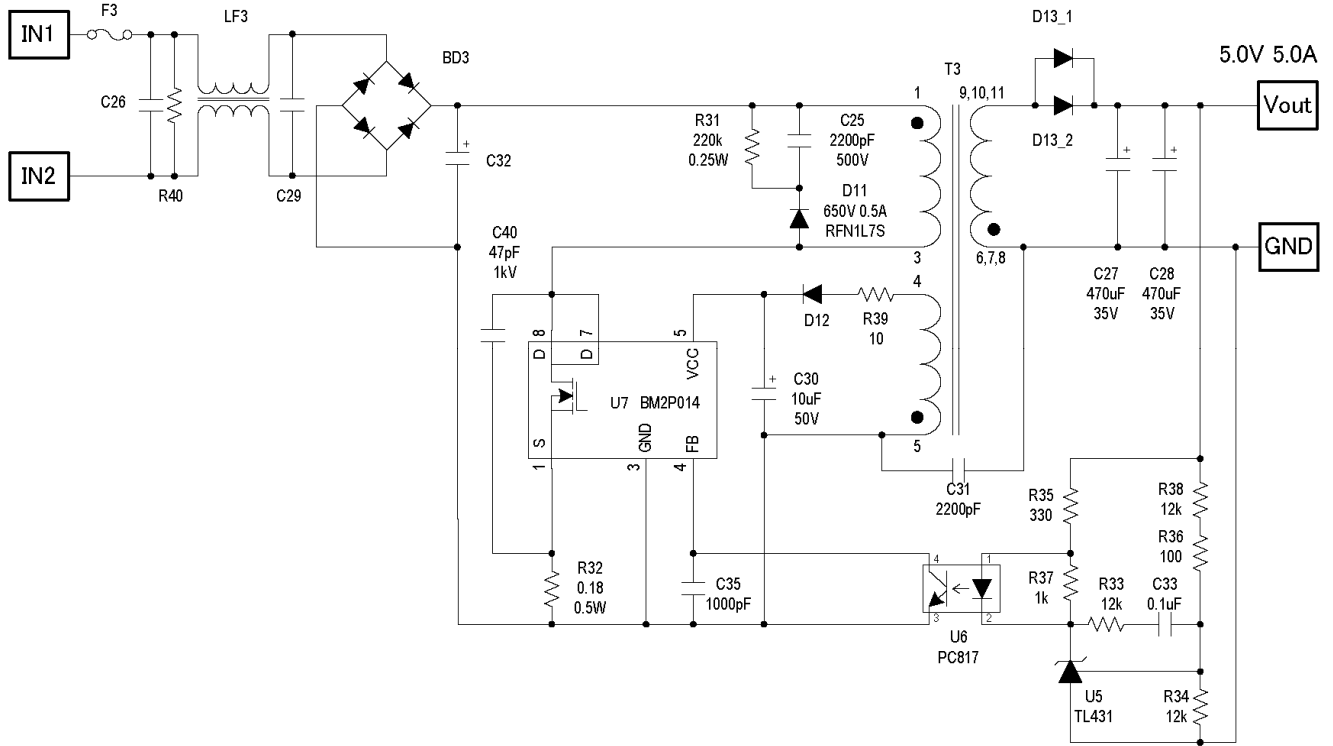 IN1
F3
LF3
C26
R40
C29
IN2
BD3
C32
R31
220k
0.25W
C25
2200pF
500V
D11
650V 0.5A
RFN1L7S
T3
1
9,10,11
3
6,7,8
4
5
D13_1
D13_2
5.0V 5.0A
Vout
GND
C27
470uF
35V
C28
470uF
35V
C40
47pF
1kV
D12
R39
10
D 8
D 7
VCC 5
U7 BM2P014
S 1
GND 3
FB 4
C30
10uF
50V
C31
2200pF
R35
330
R38
12k
R36
100
R32
0.18
0.5W
C35
1000pF
4
1
3
2
U6
PC817
R37
1k
R33
12k
C33
0.1uF
U5
TL431
R34
12k
+
+
+
+